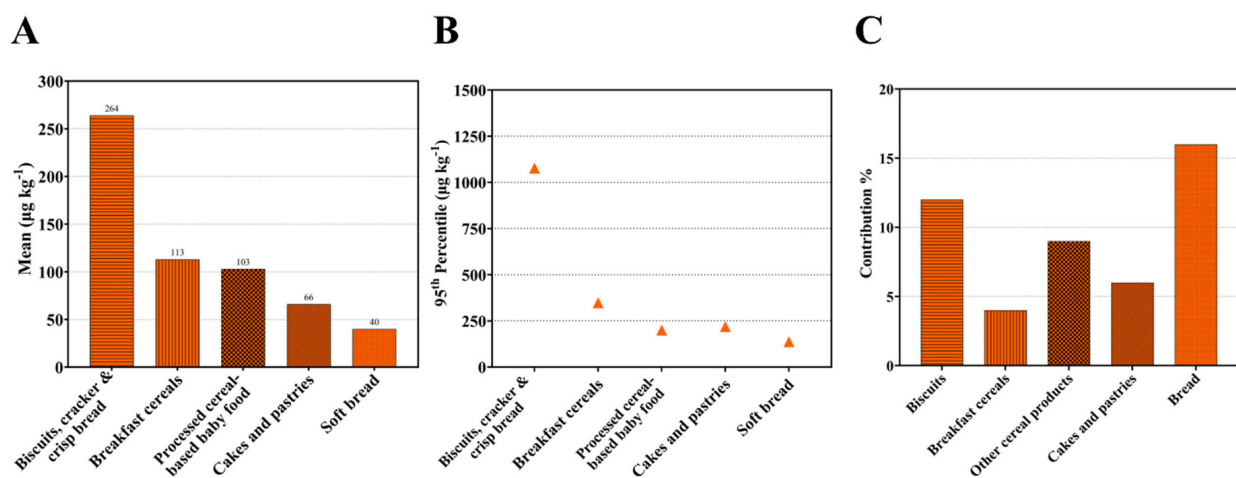 A
B
C
Mean (µg kg-1)
300
250
200
150
100
50
0
264
113
103
66
40
Biscuits, cracker &
crisp bread
Breakfast cereals
Processed cereal-
based baby food
Cakes and pastries
Soft bread
95th Percentile (µg kg-1)
1500
1250
1000
750
500
250
0
Biscuits, cracker &
crisp bread
Breakfast cereals
Processed cereal-
based baby food
Cakes and pastries
Soft bread
Contribution %
20
15
10
5
0
Biscuits
Breakfast cereals
Other cereal products
Cakes and pastries
Bread